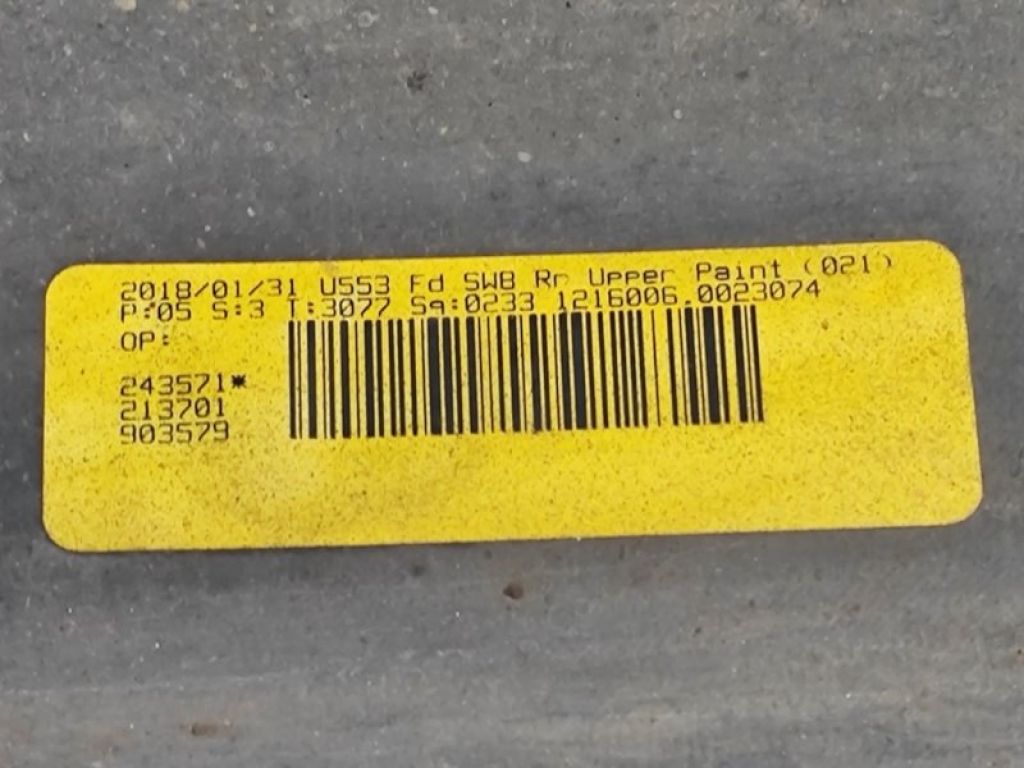 2018/01/31 U553 Fd SWB Rr Upper Paint (021)
P:05 S:3 T:3077 Sq:0233 1216006.0023074
OP:
243571*
213701
903579